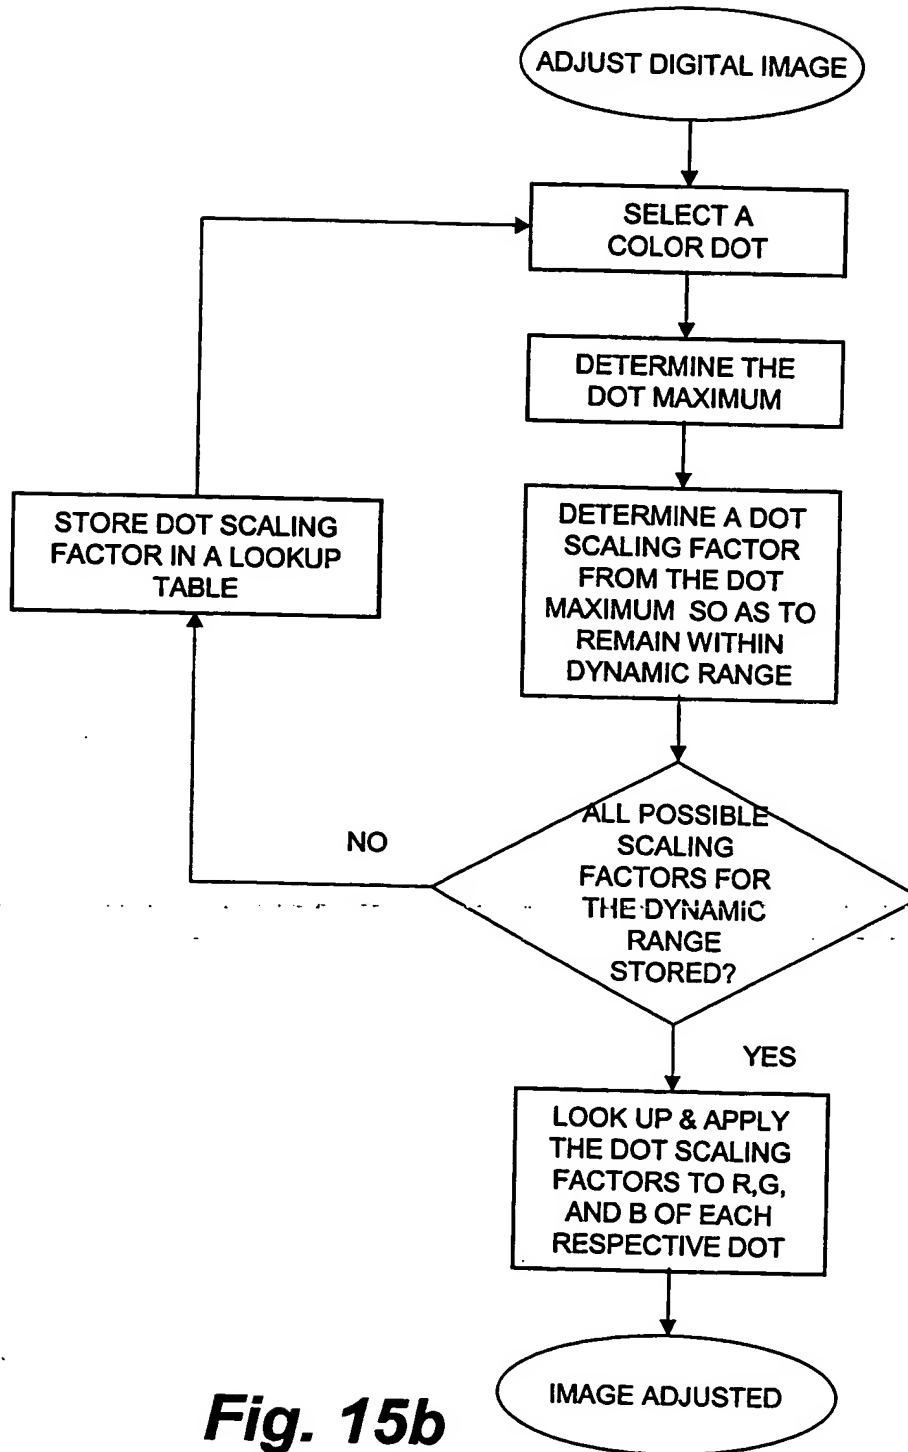 ADJUST DIGITAL IMAGE
SELECT A
COLOR DOT
DETERMINE THE
DOT MAXIMUM
DETERMINE A DOT
SCALING FACTOR
FROM THE DOT
MAXIMUM SO AS TO
REMAIN WITHIN
DYNAMIC RANGE
STORE DOT SCALING
FACTOR IN A LOOKUP
TABLE
ALL POSSIBLE
SCALING
FACTORS FOR
THE DYNAMIC
RANGE
STORED?
NO
YES
LOOK UP & APPLY
THE DOT SCALING
FACTORS TO R,G,
AND B OF EACH
RESPECTIVE DOT
IMAGE ADJUSTED
Fig. 15b